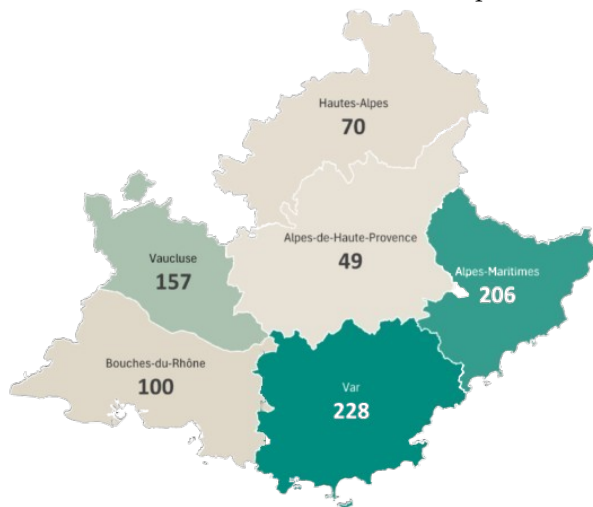 Hautes-Alpes
70
Alpes-de-Haute-Provence
49
Vaucluse
157
Alpes-Maritimes
206
Bouches-du-Rhône
100
Var
228